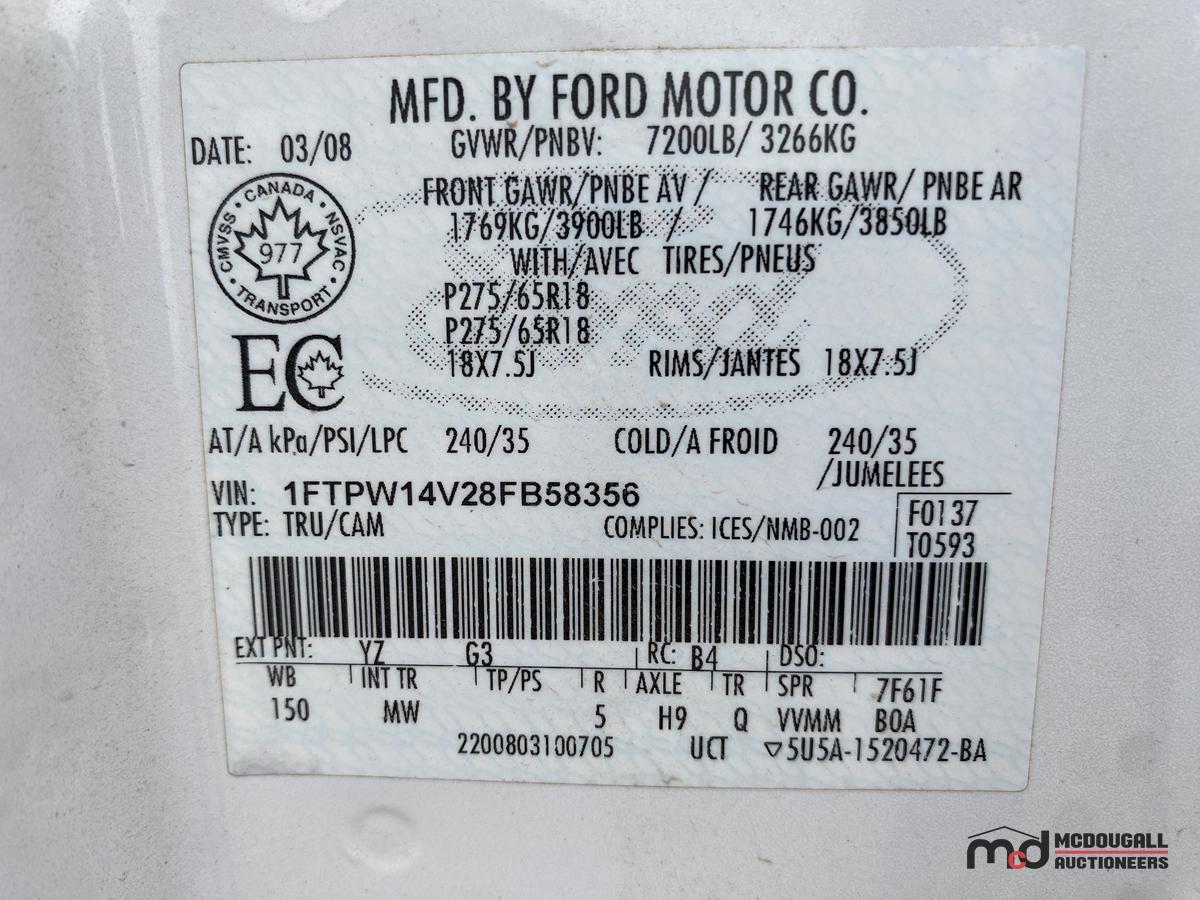 MFD. BY FORD MOTOR CO.
DATE: 03/08 GVWR/PNBV: 7200LB/ 3266KG
FRONT GAWR/PNBE AV / REAR GAWR/ PNBE AR
1769KG/3900LB / 1746KG/3850LB
WITH/AVEC TIRES/PNEUS
P275/65R18
P275/65R18
18X7.5J RIMS/JANTES 18X7.5J
CANADA
CMVSS NSVAC
977
TRANSPORT
EC
AT/A kPa/PSI/LPC 240/35 COLD/A FROID 240/35
/JUMELEES
VIN: 1FTPW14V28FB58356
TYPE: TRU/CAM COMPLIES: ICES/NMB-002
F0137
T0593
EXT PNT: YZ G3 RC: B4 DSO:
WB INT TR TP/PS R AXLE TR SPR 7F61F
150 MW 5 H9 Q VVMM BOA
2200803100705 UCT ▽5U5A-1520472-BA
mcd MCDOUGALL
AUCTIONEERS